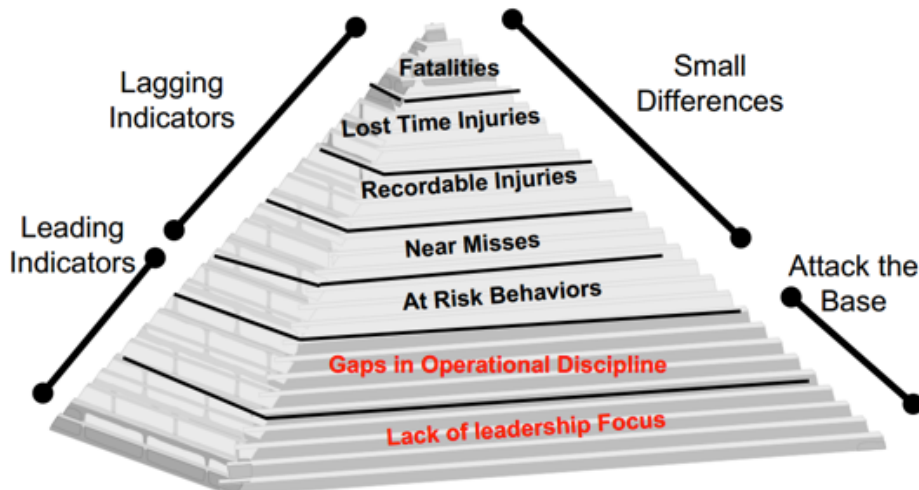 Lagging
Indicators
Leading
Indicators
Fatalities
Lost Time Injuries
Recordable Injuries
Near Misses
At Risk Behaviors
Gaps in Operational Discipline
Lack of leadership Focus
Small
Differences
Attack the
Base